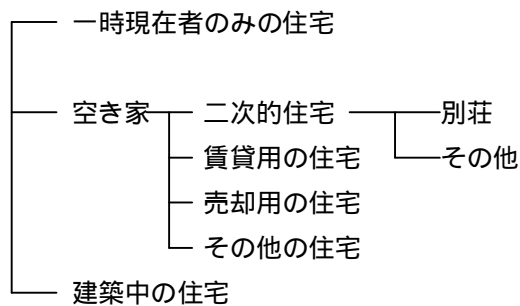 一時現在者のみの住宅
空き家 二次的住宅 別荘
賃貸用の住宅 その他
売却用の住宅
その他の住宅
建築中の住宅